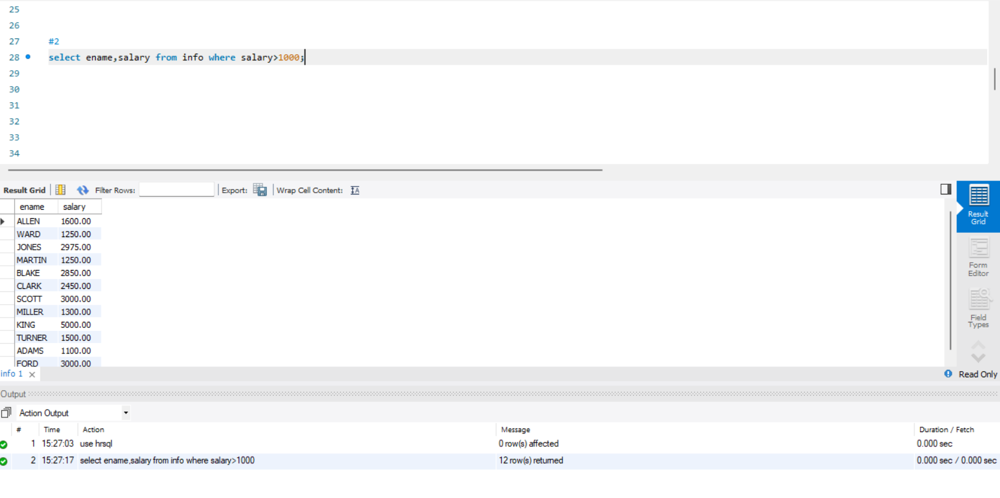 25
26
27 #2
28 select ename,salary from info where salary>1000;
29
30
31
32
33
34
Result Grid Filter Rows: Export: Wrap Cell Content: IA
ename salary
ALLEN 1600.00
WARD 1250.00
JONES 2975.00
MARTIN 1250.00
BLAKE 2850.00
CLARK 2450.00
SCOTT 3000.00
MILLER 1300.00
KING 5000.00
TURNER 1500.00
ADAMS 1100.00
FORD 3000.00
Result
Grid
Form
Editor
Field
Types
info 1 Read Only
Output
Action Output
# Time Action Message Duration / Fetch
1 15:27:03 use hrsql 0 row(s) affected 0.000 sec
2 15:27:17 select ename,salary from info where salary>1000 12 row(s) returned 0.000 sec / 0.000 sec